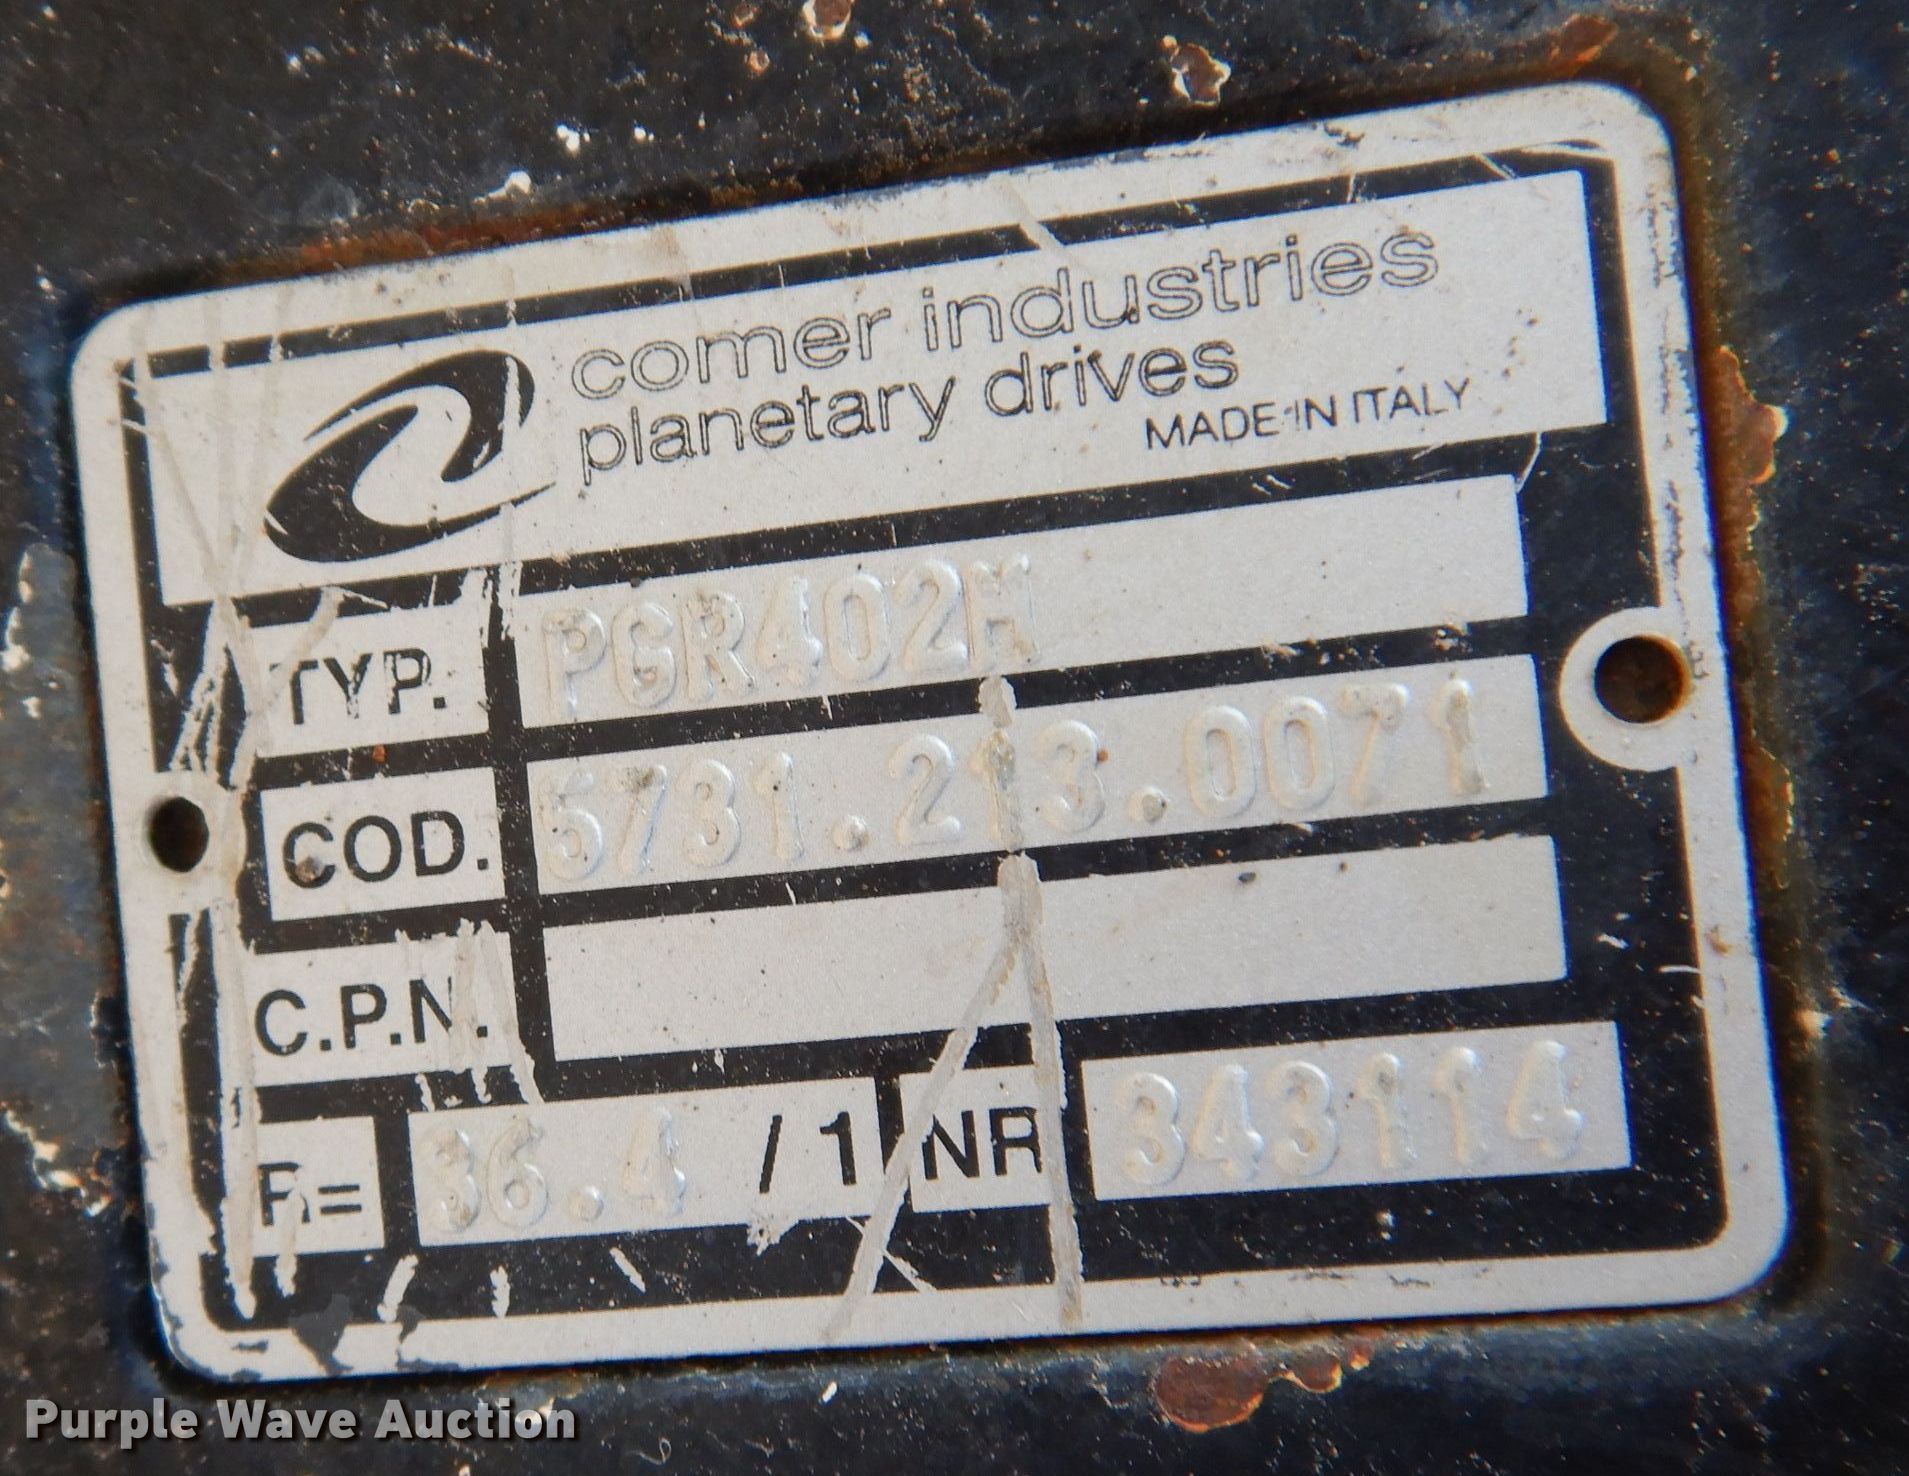 comer industries
planetary drives
MADE IN ITALY
TYP. PGR402M
COD. 5731.213.0071
C.P.N.
R= 36.4 / 1 NR 343114
Purple Wave Auction